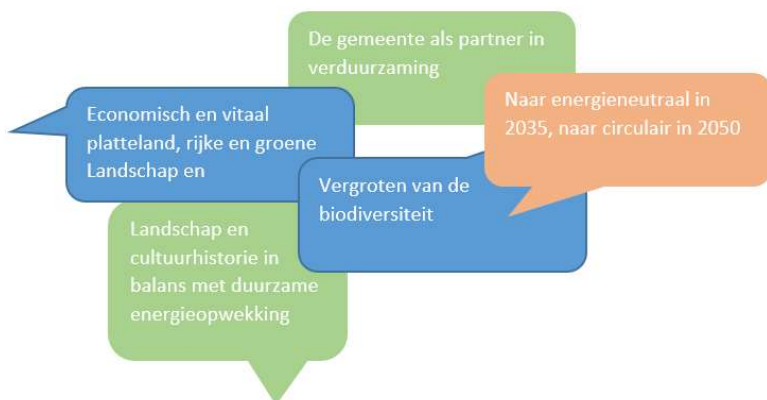 De gemeente als partner in
verduurzaming
Naar energieneutraal in
2035, naar circulair in 2050
Economisch en vitaal
platteland, rijke en groene
Landschap en
Vergroten van de
biodiversiteit
Landschap en
cultuurhistorie in
balans met duurzame
energieopwekking